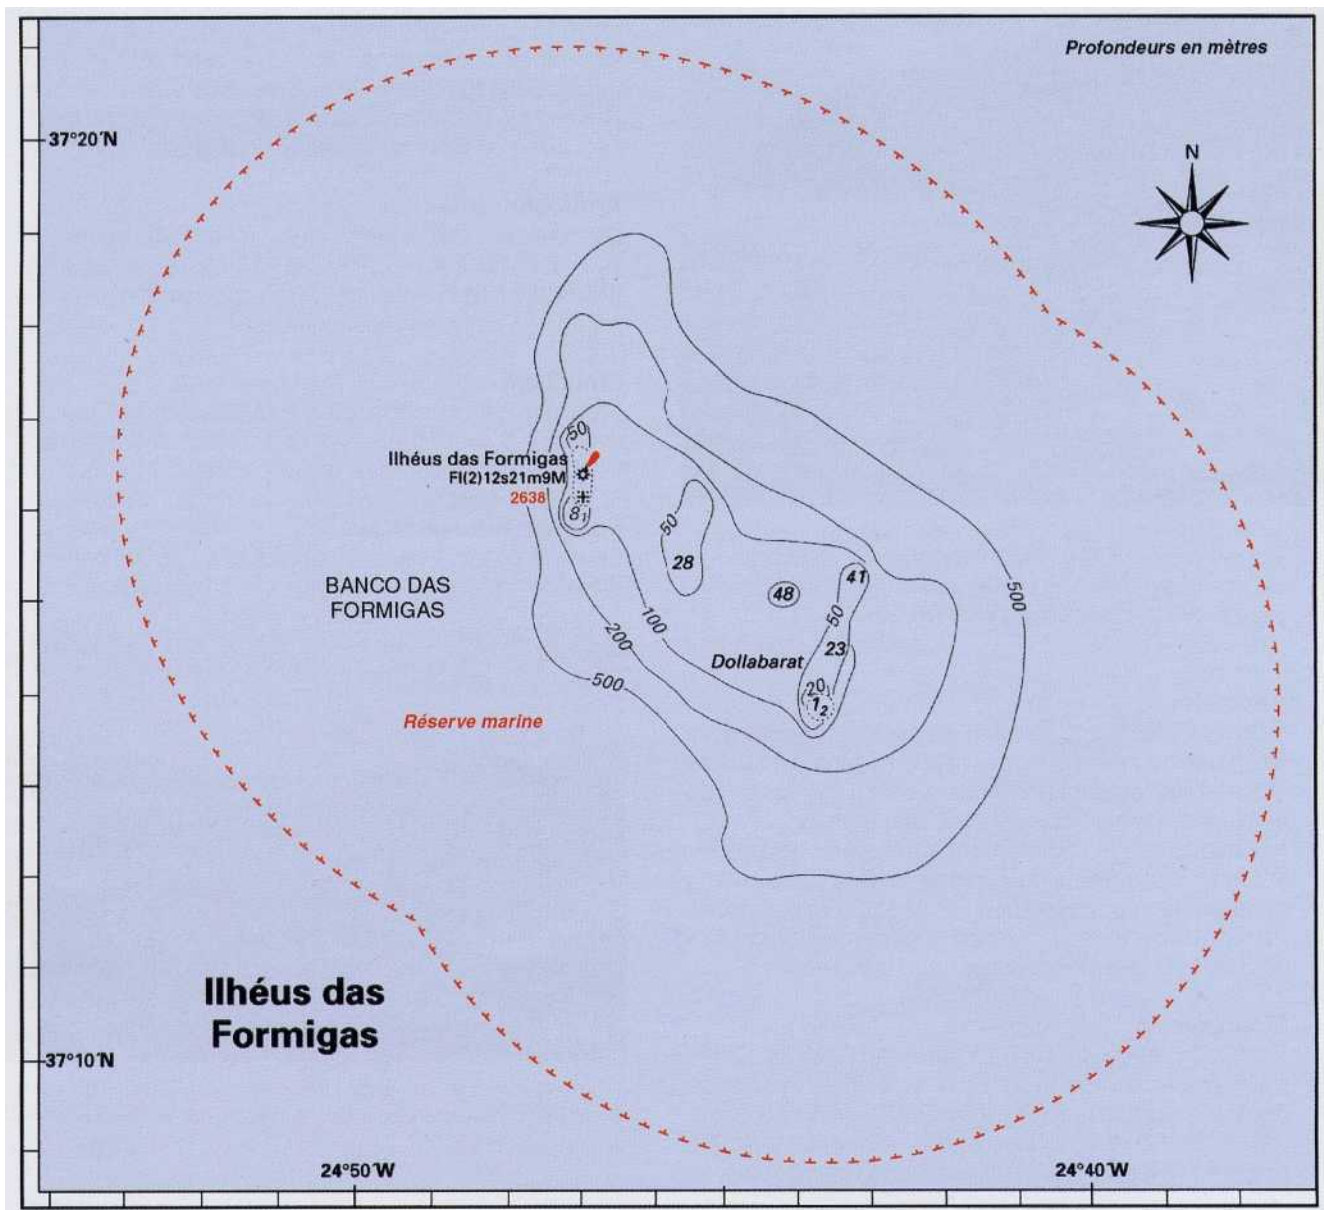 Profondeurs en mètres
37°20′N
N
50
Ilhéus das Formigas
Fl(2)12s21m9M
2638
8₁
50
28
48
41
50
500
BANCO DAS
FORMIGAS
100
200
23
Dollabarat
500
20
1₂
Réserve marine
Ilhéus das
Formigas
37°10′N
24°50′W
24°40′W